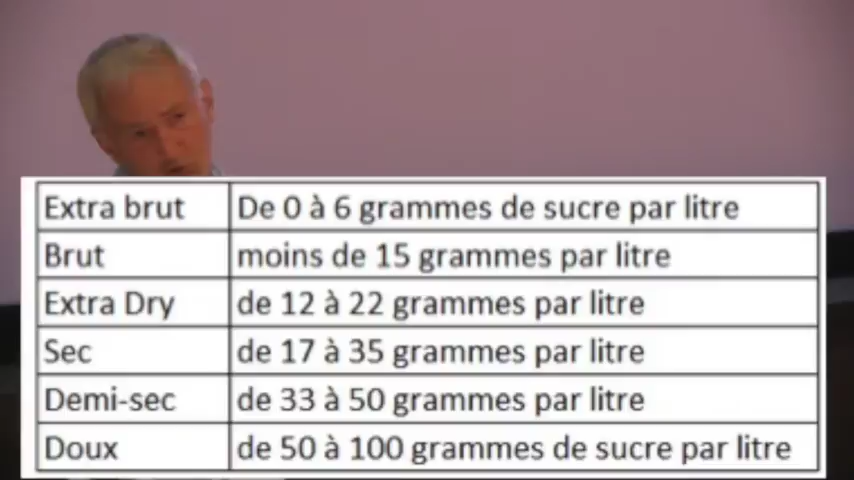 Extra brut De 0 à 6 grammes de sucre par litre
Brut moins de 15 grammes par litre
Extra Dry de 12 à 22 grammes par litre
Sec de 17 à 35 grammes par litre
Demi-sec de 33 à 50 grammes par litre
Doux de 50 à 100 grammes de sucre par litre